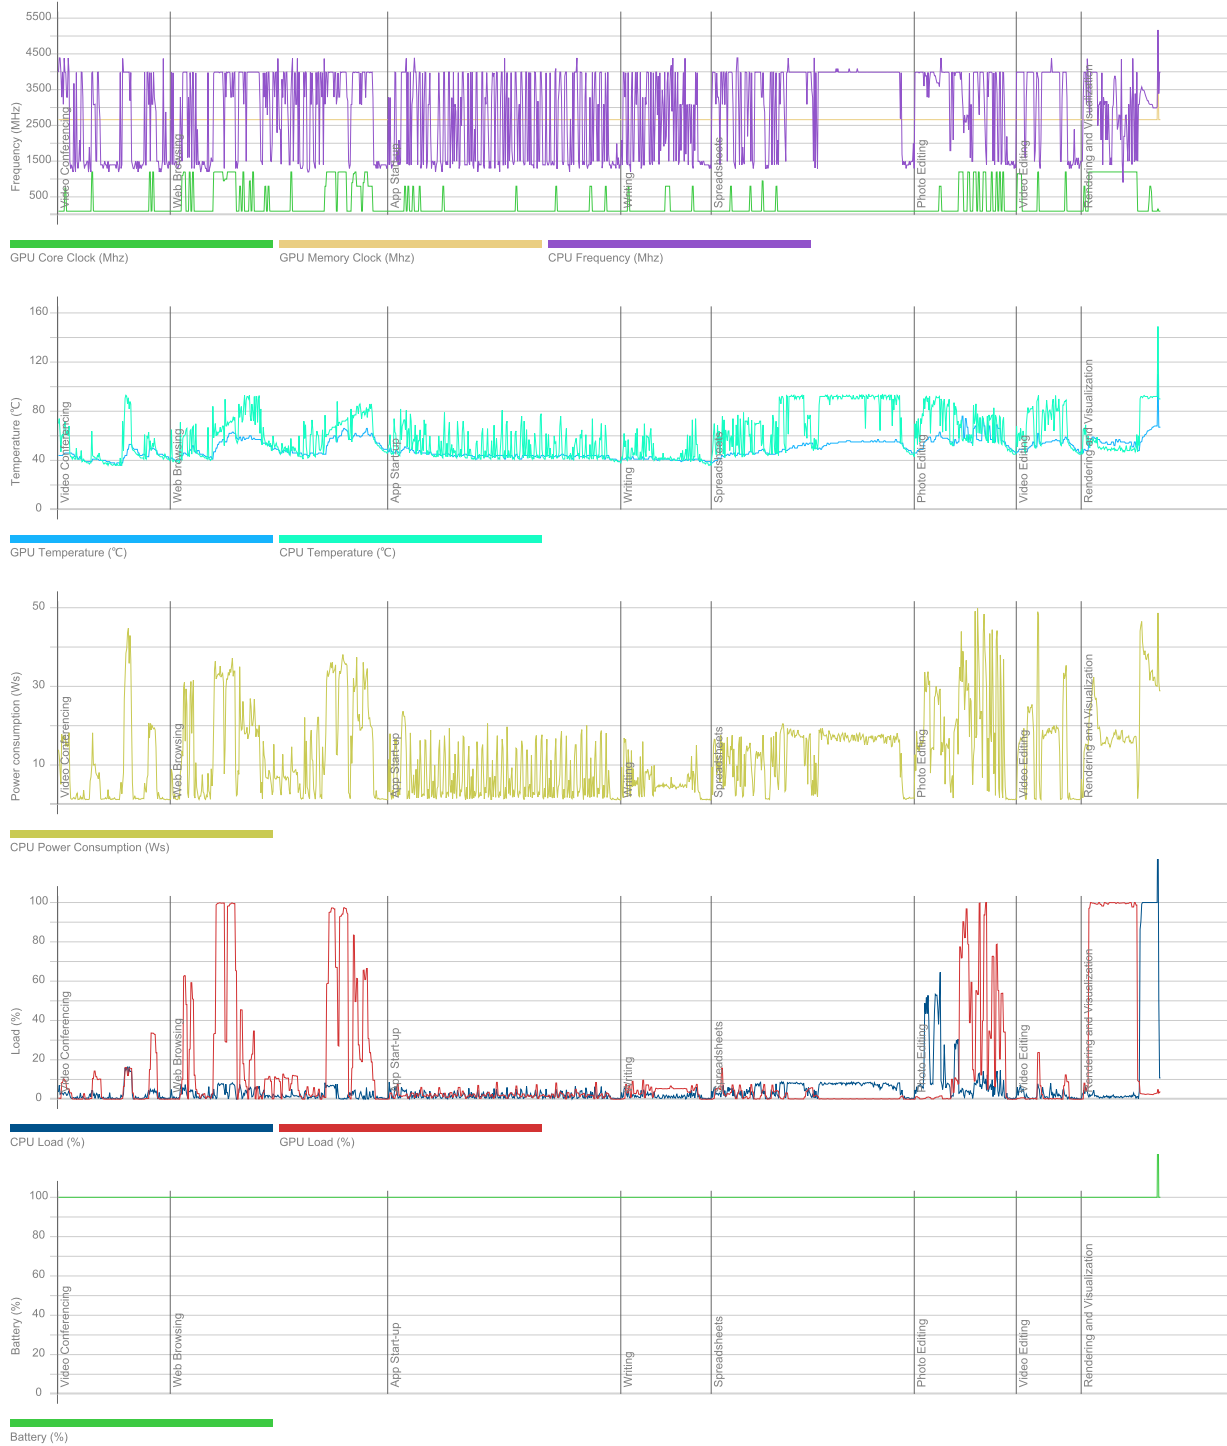 Frequency (MHz)
5500
4500
3500
2500
1500
500
Video Conferencing
Web Browsing
App Start-up
Writing
Spreadsheets
Photo Editing
Video Editing
Rendering and Visualization
GPU Core Clock (Mhz)
GPU Memory Clock (Mhz)
CPU Frequency (Mhz)
Temperature (°C)
160
120
80
40
0
Video Conferencing
Web Browsing
App Start-up
Writing
Spreadsheets
Photo Editing
Video Editing
Rendering and Visualization
GPU Temperature (°C)
CPU Temperature (°C)
Power consumption (Ws)
50
30
10
Video Conferencing
Web Browsing
App Start-up
Writing
Spreadsheets
Photo Editing
Video Editing
Rendering and Visualization
CPU Power Consumption (Ws)
Load (%)
100
80
60
40
20
0
Video Conferencing
Web Browsing
App Start-up
Writing
Spreadsheets
Photo Editing
Video Editing
Rendering and Visualization
CPU Load (%)
GPU Load (%)
Battery (%)
100
80
60
40
20
0
Video Conferencing
Web Browsing
App Start-up
Writing
Spreadsheets
Photo Editing
Video Editing
Rendering and Visualization
Battery (%)